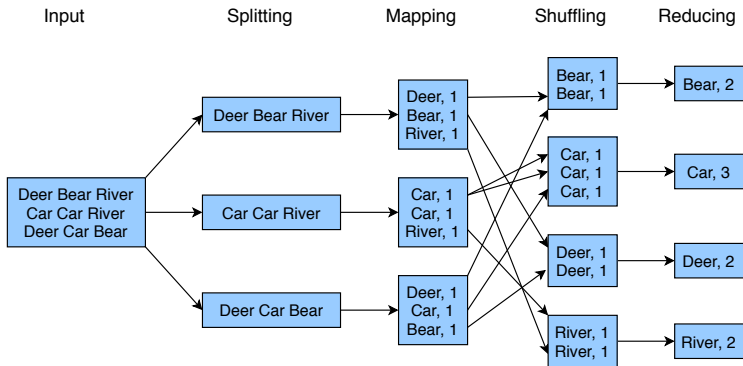 Input
Splitting
Mapping
Shuffling
Reducing
Deer Bear River
Car Car River
Deer Car Bear
Deer Bear River
Car Car River
Deer Car Bear
Deer, 1
Bear, 1
River, 1
Car, 1
Car, 1
River, 1
Deer, 1
Car, 1
Bear, 1
Bear, 1
Bear, 1
Car, 1
Car, 1
Car, 1
Deer, 1
Deer, 1
River, 1
River, 1
Bear, 2
Car, 3
Deer, 2
River, 2